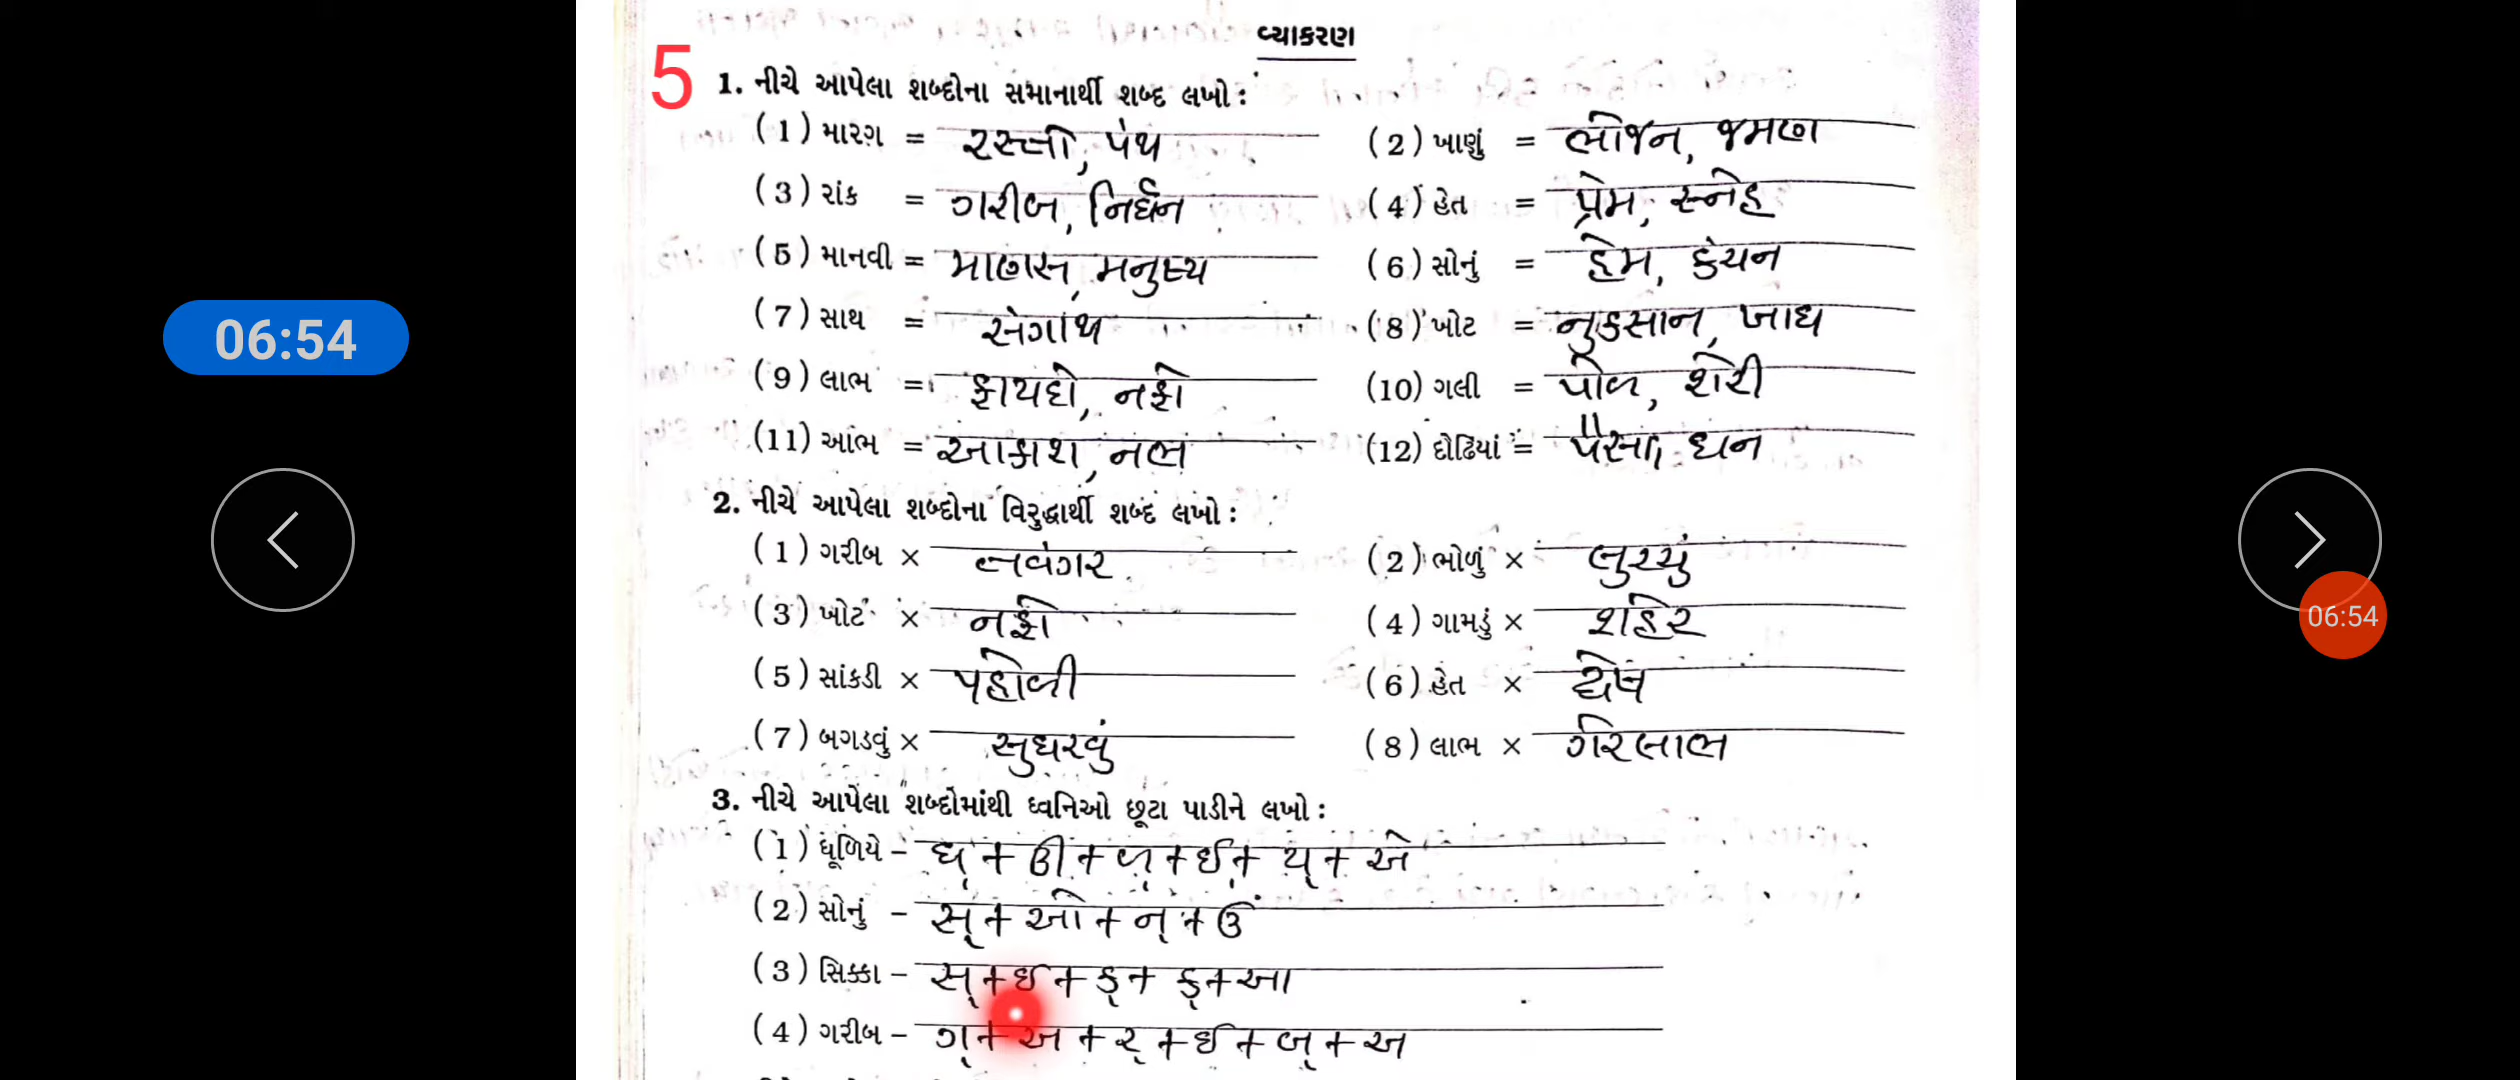 વ્યાકરણ
5
1. નીચે આપેલા શબ્દોના સમાનાર્થી શબ્દ લખો :
(1) મારગ = રસ્તો, પંથ (2) ખાણું = ભોજન, જમણ
(3) રાંક = ગરીબ, નિર્ધન (4) હેત = પ્રેમ, સ્નેહ
(5) માનવી = માણસ, મનુષ્ય (6) સોનું = હેમ, કંચન
06:54
(7) સાથ = સંગાથ (8) ખોટ = નુકસાન, ખાધ
(9) લાભ = ફાયદો, નફો (10) ગલી = પોળ, શેરી
(11) આભ = આકાશ, નભ (12) દોઢિયાં = પૈસા, ધન
2. નીચે આપેલા શબ્દોના વિરુદ્ધાર્થી શબ્દ લખો :
(1) ગરીબ × તવંગર (2) ભોળું × લુચ્ચું
(3) ખોટ × નફો (4) ગામડું × શહેર
06:54
(5) સાંકડી × પહોળી (6) હેત × દ્વેષ
(7) બગડવું × સુધરવું (8) લાભ × ગેરલાભ
3. નીચે આપેલા શબ્દોમાંથી ધ્વનિઓ છૂટા પાડીને લખો :
(1) ધૂળિયે – ધ્ + ઊ + ળ્ + ઈ + ય્ + એ
(2) સોનું – સ્ + ઓ + ન્ + ઉં
(3) સિક્કા – સ્ + ઈ + ક્ + ક્ + આ
(4) ગરીબ – ગ્ + અ + ર્ + ઈ + બ્ + અ